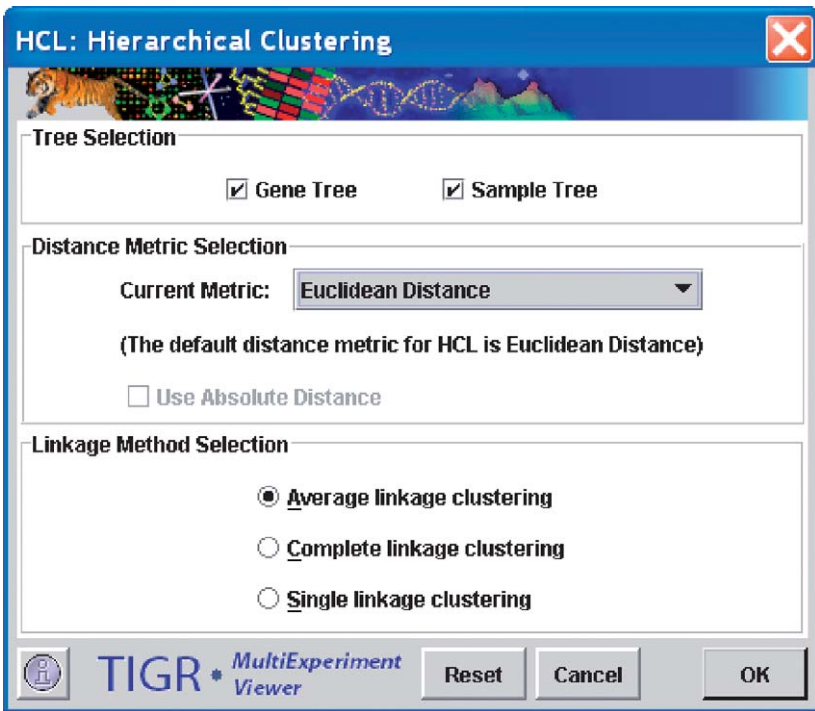 HCL: Hierarchical Clustering
Tree Selection
Gene Tree Sample Tree
Distance Metric Selection
Current Metric: Euclidean Distance
(The default distance metric for HCL is Euclidean Distance)
Use Absolute Distance
Linkage Method Selection
Average linkage clustering
Complete linkage clustering
Single linkage clustering
TIGR • MultiExperiment
Viewer
Reset Cancel OK